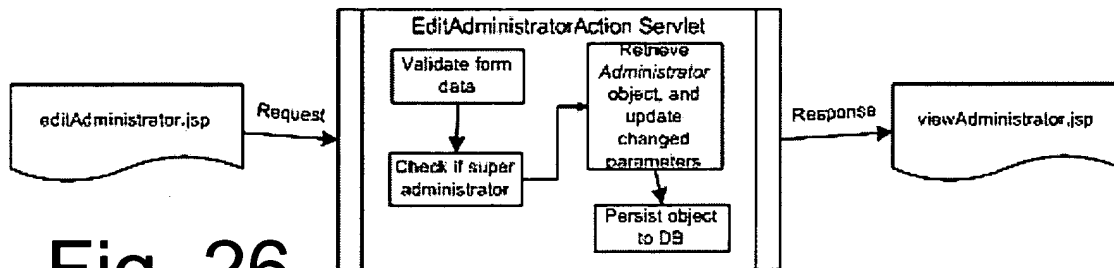 EditAdministratorAction Servlet
editAdministrator.jsp
Request
Validate form
data
Check if super
administrator
Retrieve
Administrator
object, and
update
changed
parameters
Persist object
to DB
Response
viewAdministrator.jsp
Fig. 26